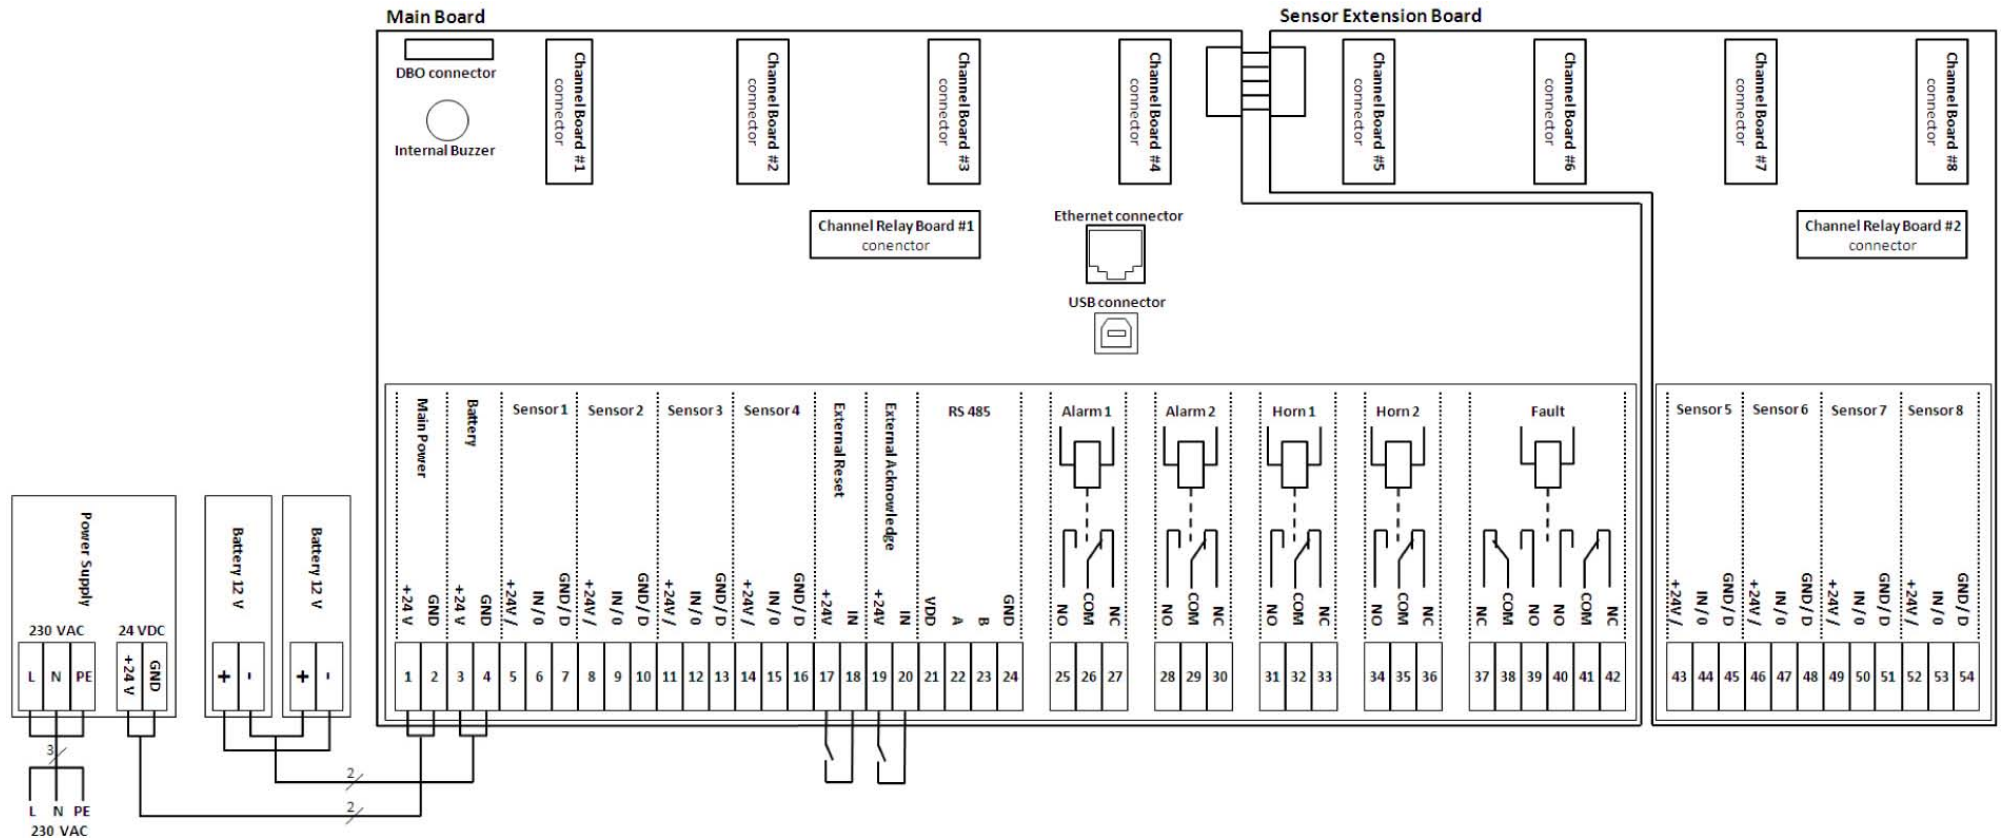 Main Board
Sensor Extension Board
DBO connector
Internal Buzzer
Channel Board #1
connector
Channel Board #2
connector
Channel Board #3
connector
Channel Board #4
connector
Channel Board #5
connector
Channel Board #6
connector
Channel Board #7
connector
Channel Board #8
connector
Channel Relay Board #1
conenctor
Ethernet connector
USB connector
Channel Relay Board #2
connector
Main Power
Battery
Sensor 1
Sensor 2
Sensor 3
Sensor 4
External Reset
External Acknowledge
RS 485
Alarm 1
Alarm 2
Horn 1
Horn 2
Fault
Sensor 5
Sensor 6
Sensor 7
Sensor 8
+24 V
GND
+24 V
GND
+24V /
IN / 0
GND / D
+24V /
IN / 0
GND / D
+24V /
IN / 0
GND / D
+24V /
IN / 0
GND / D
+24V
IN
+24V
IN
VDD
A
B
GND
NO
COM
NC
NO
COM
NC
NO
COM
NC
NO
COM
NC
NC
COM
NO
NO
COM
NC
+24V /
IN / 0
GND / D
+24V /
IN / 0
GND / D
+24V /
IN / 0
GND / D
+24V /
IN / 0
GND / D
1 2 3 4 5 6 7 8 9 10 11 12 13 14 15 16 17 18 19 20 21 22 23 24
25 26 27
28 29 30
31 32 33
34 35 36
37 38 39 40 41 42
43 44 45 46 47 48 49 50 51 52 53 54
Power Supply
230 VAC
24 VDC
L N PE
+24 V
GND
Battery 12 V
+ -
Battery 12 V
+ -
3
2
2
L N PE
230 VAC